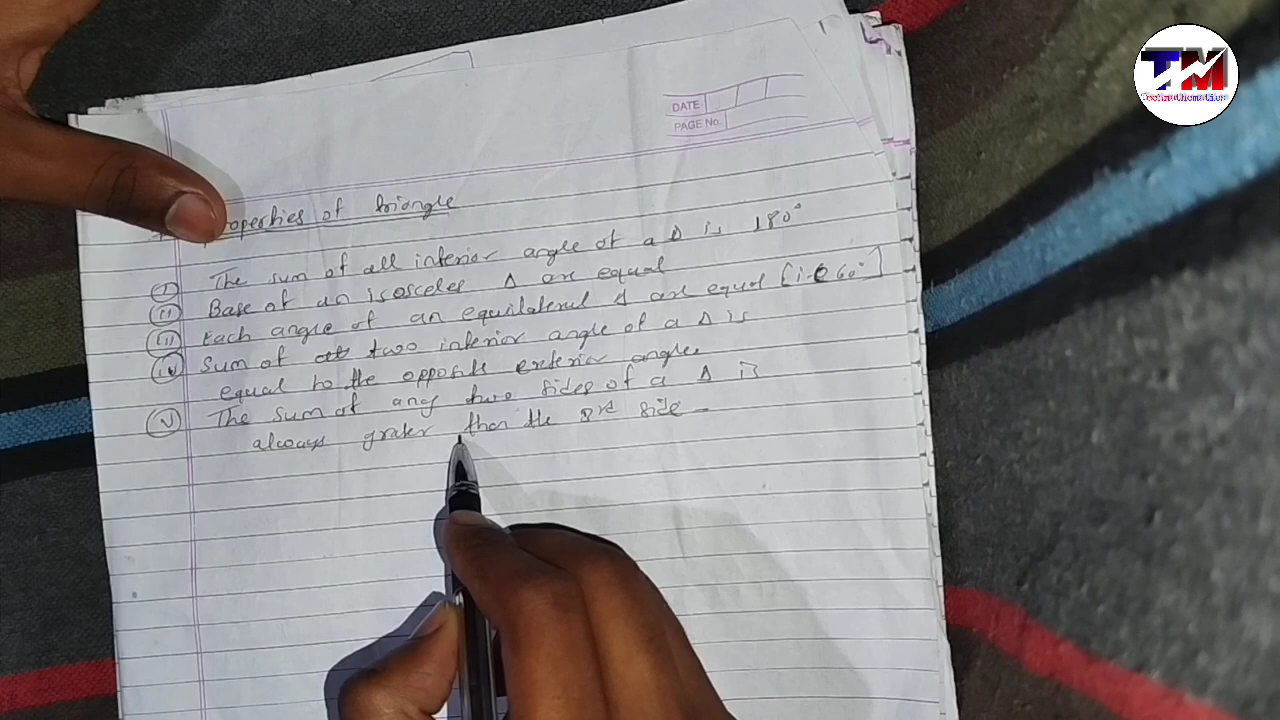 DATE
PAGE No.
roperties of triangle
(I) The sum of all interior angle of a Δ is 180°
(II) Base of an isosceles Δ are equal
(III) Each angle of an equilateral Δ are equal [i.e 60°]
(IV) Sum of two interior angle of a Δ is
equal to the opposite exterior angle.
(V) The sum of any two sides of a Δ is
always grater than the 3rd side -
TM